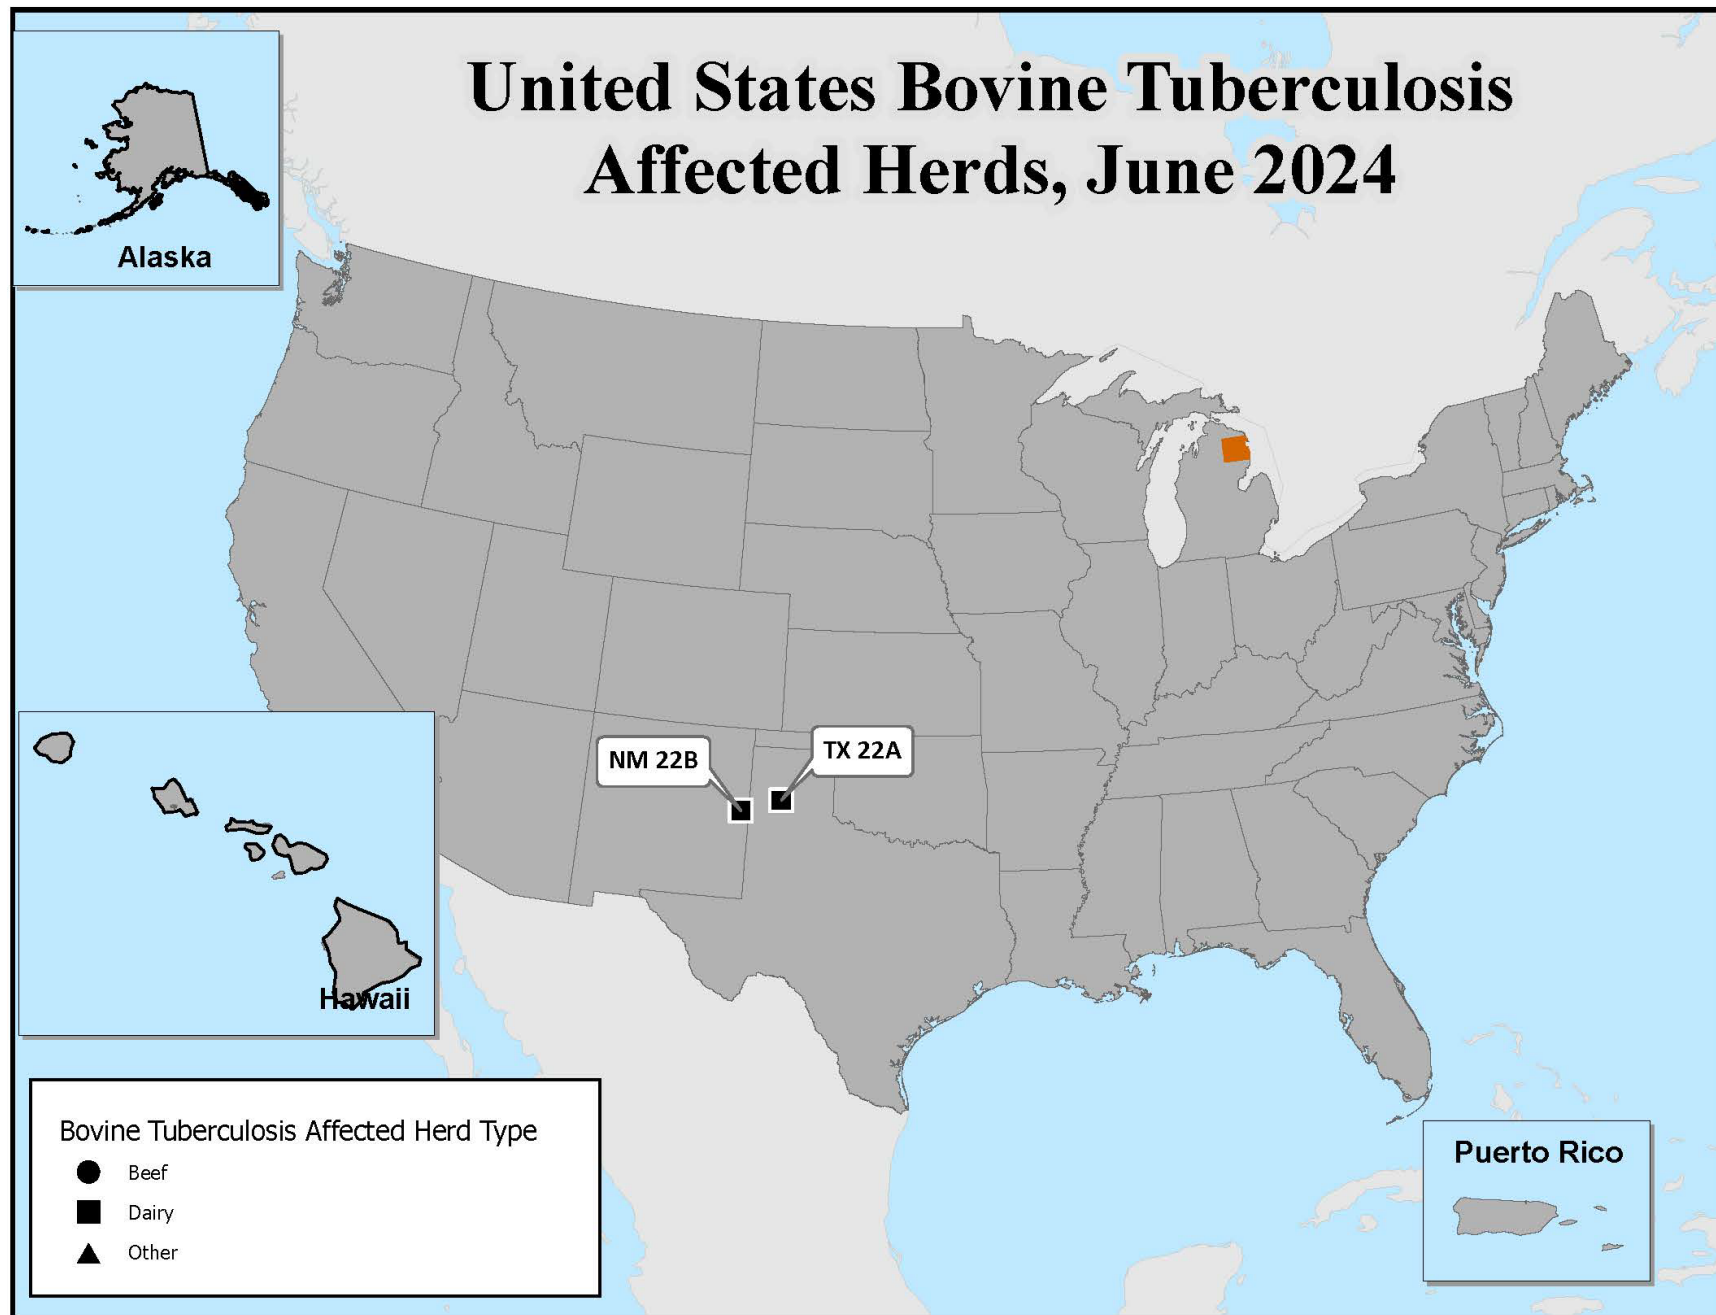 United States Bovine Tuberculosis
Affected Herds, June 2024
Alaska
NM 22B
TX 22A
Hawaii
Bovine Tuberculosis Affected Herd Type
Beef
Dairy
Other
Puerto Rico